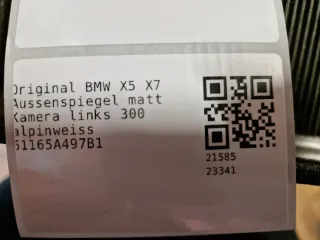 Original BMW X5 X7
Aussenspiegel matt
Kamera links 300
alpinweiss
51165A497B1
21585
23341